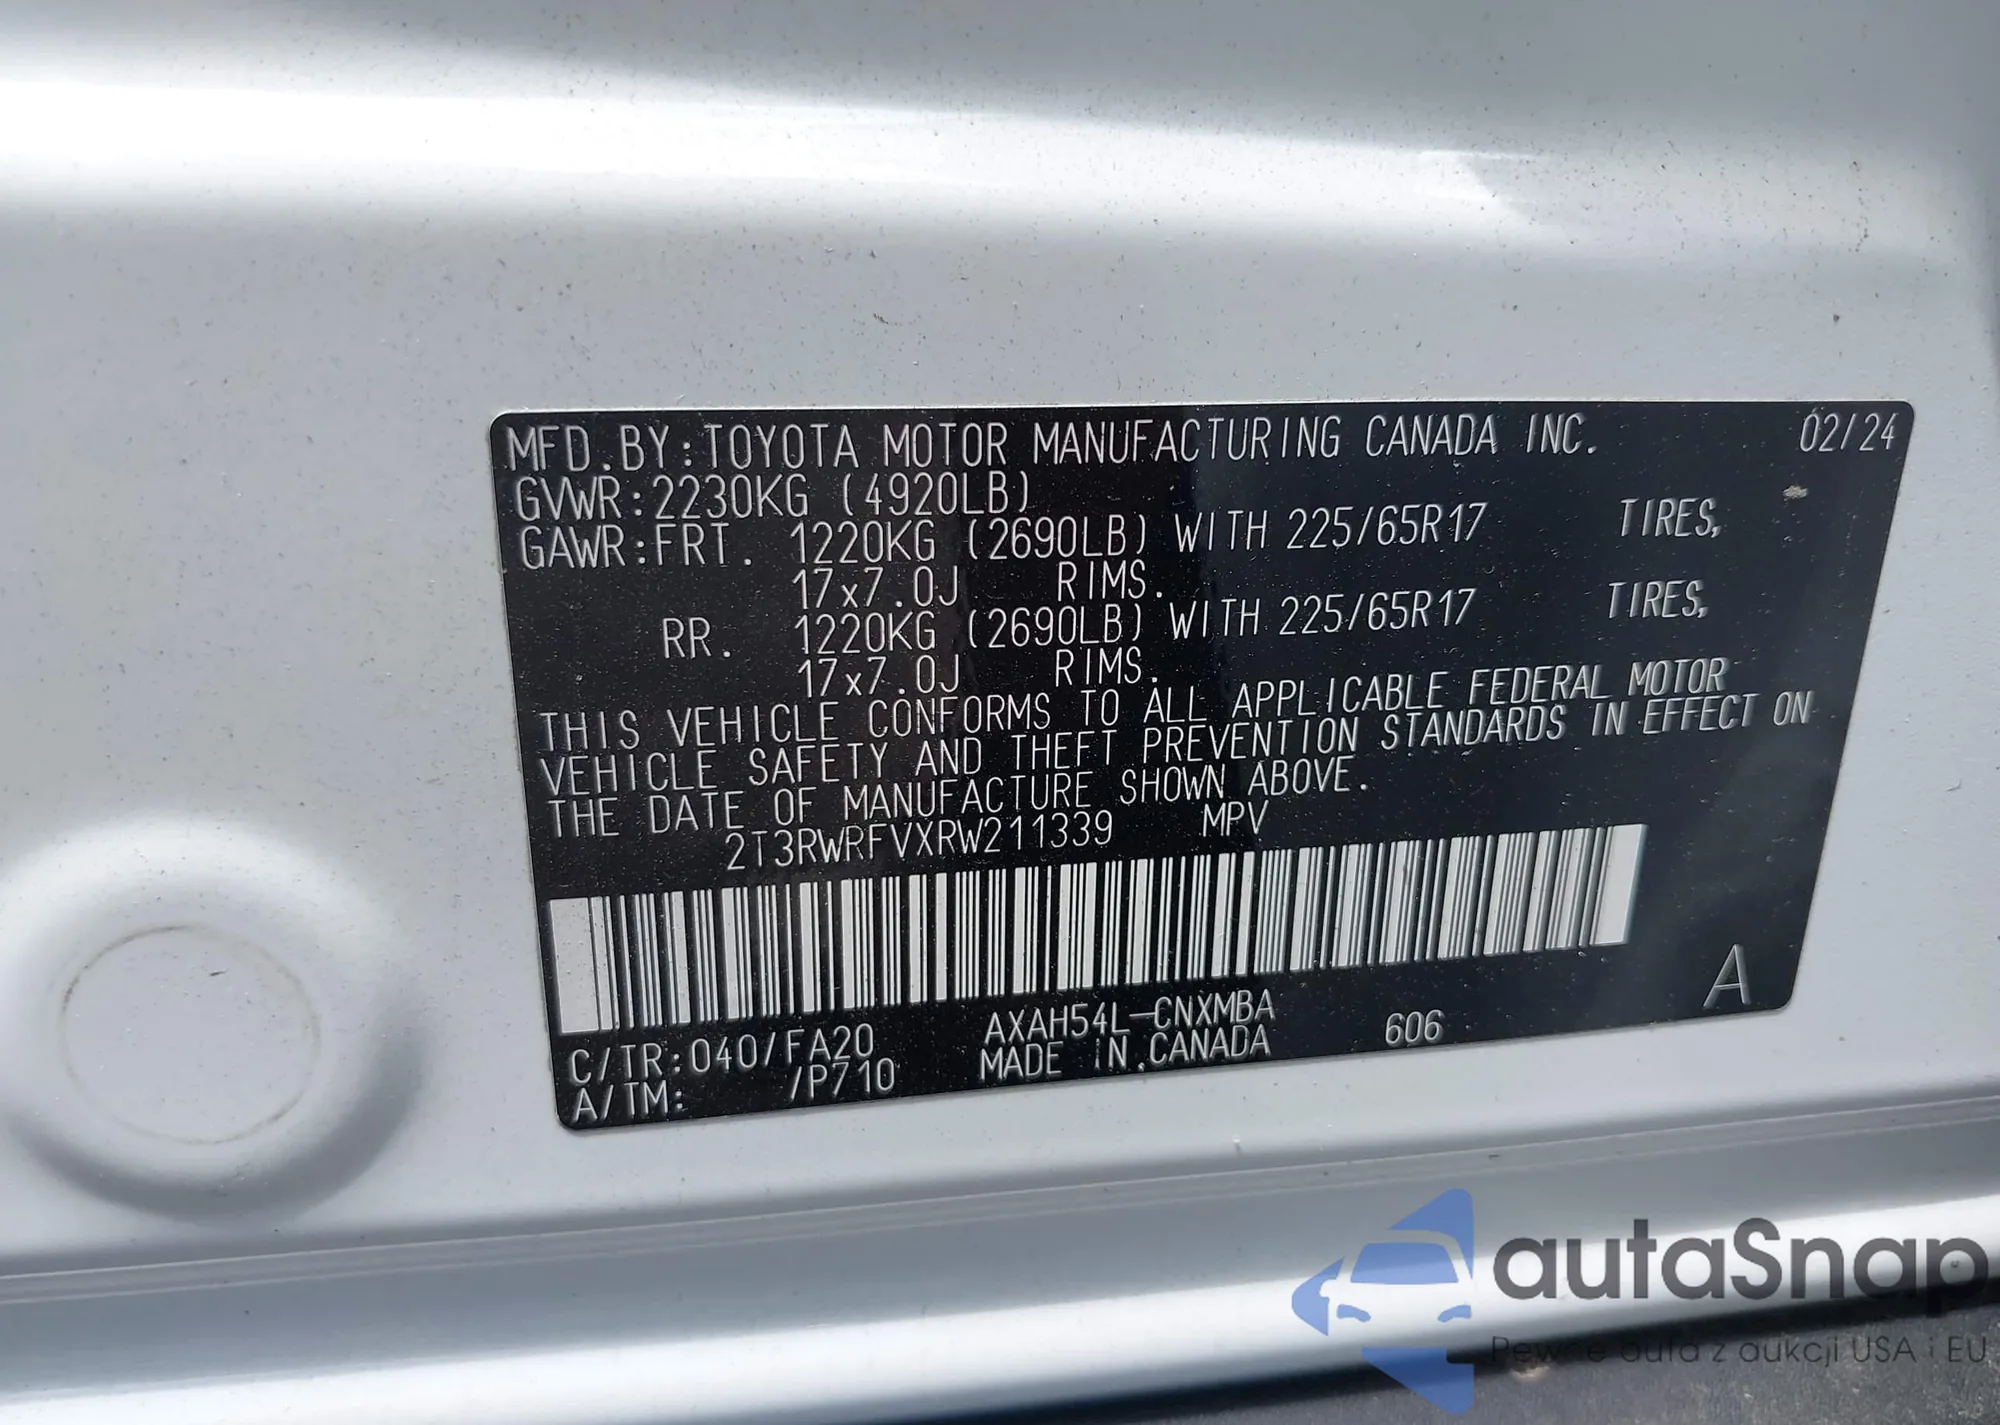 MFD.BY:TOYOTA MOTOR MANUFACTURING CANADA INC. 02/24
GVWR:2230KG (4920LB)
GAWR:FRT. 1220KG (2690LB) WITH 225/65R17 TIRES,
17x7.0J RIMS.
RR. 1220KG (2690LB) WITH 225/65R17 TIRES,
17x7.0J RIMS.
THIS VEHICLE CONFORMS TO ALL APPLICABLE FEDERAL MOTOR
VEHICLE SAFETY AND THEFT PREVENTION STANDARDS IN EFFECT ON
THE DATE OF MANUFACTURE SHOWN ABOVE.
2T3RWRFVXRW211339 MPV
A
C/TR:040/FA20 AXAH54L-CNXMBA 606
A/TM: /P710 MADE IN CANADA
autaSnap
Pewne auta z aukcji USA i EU